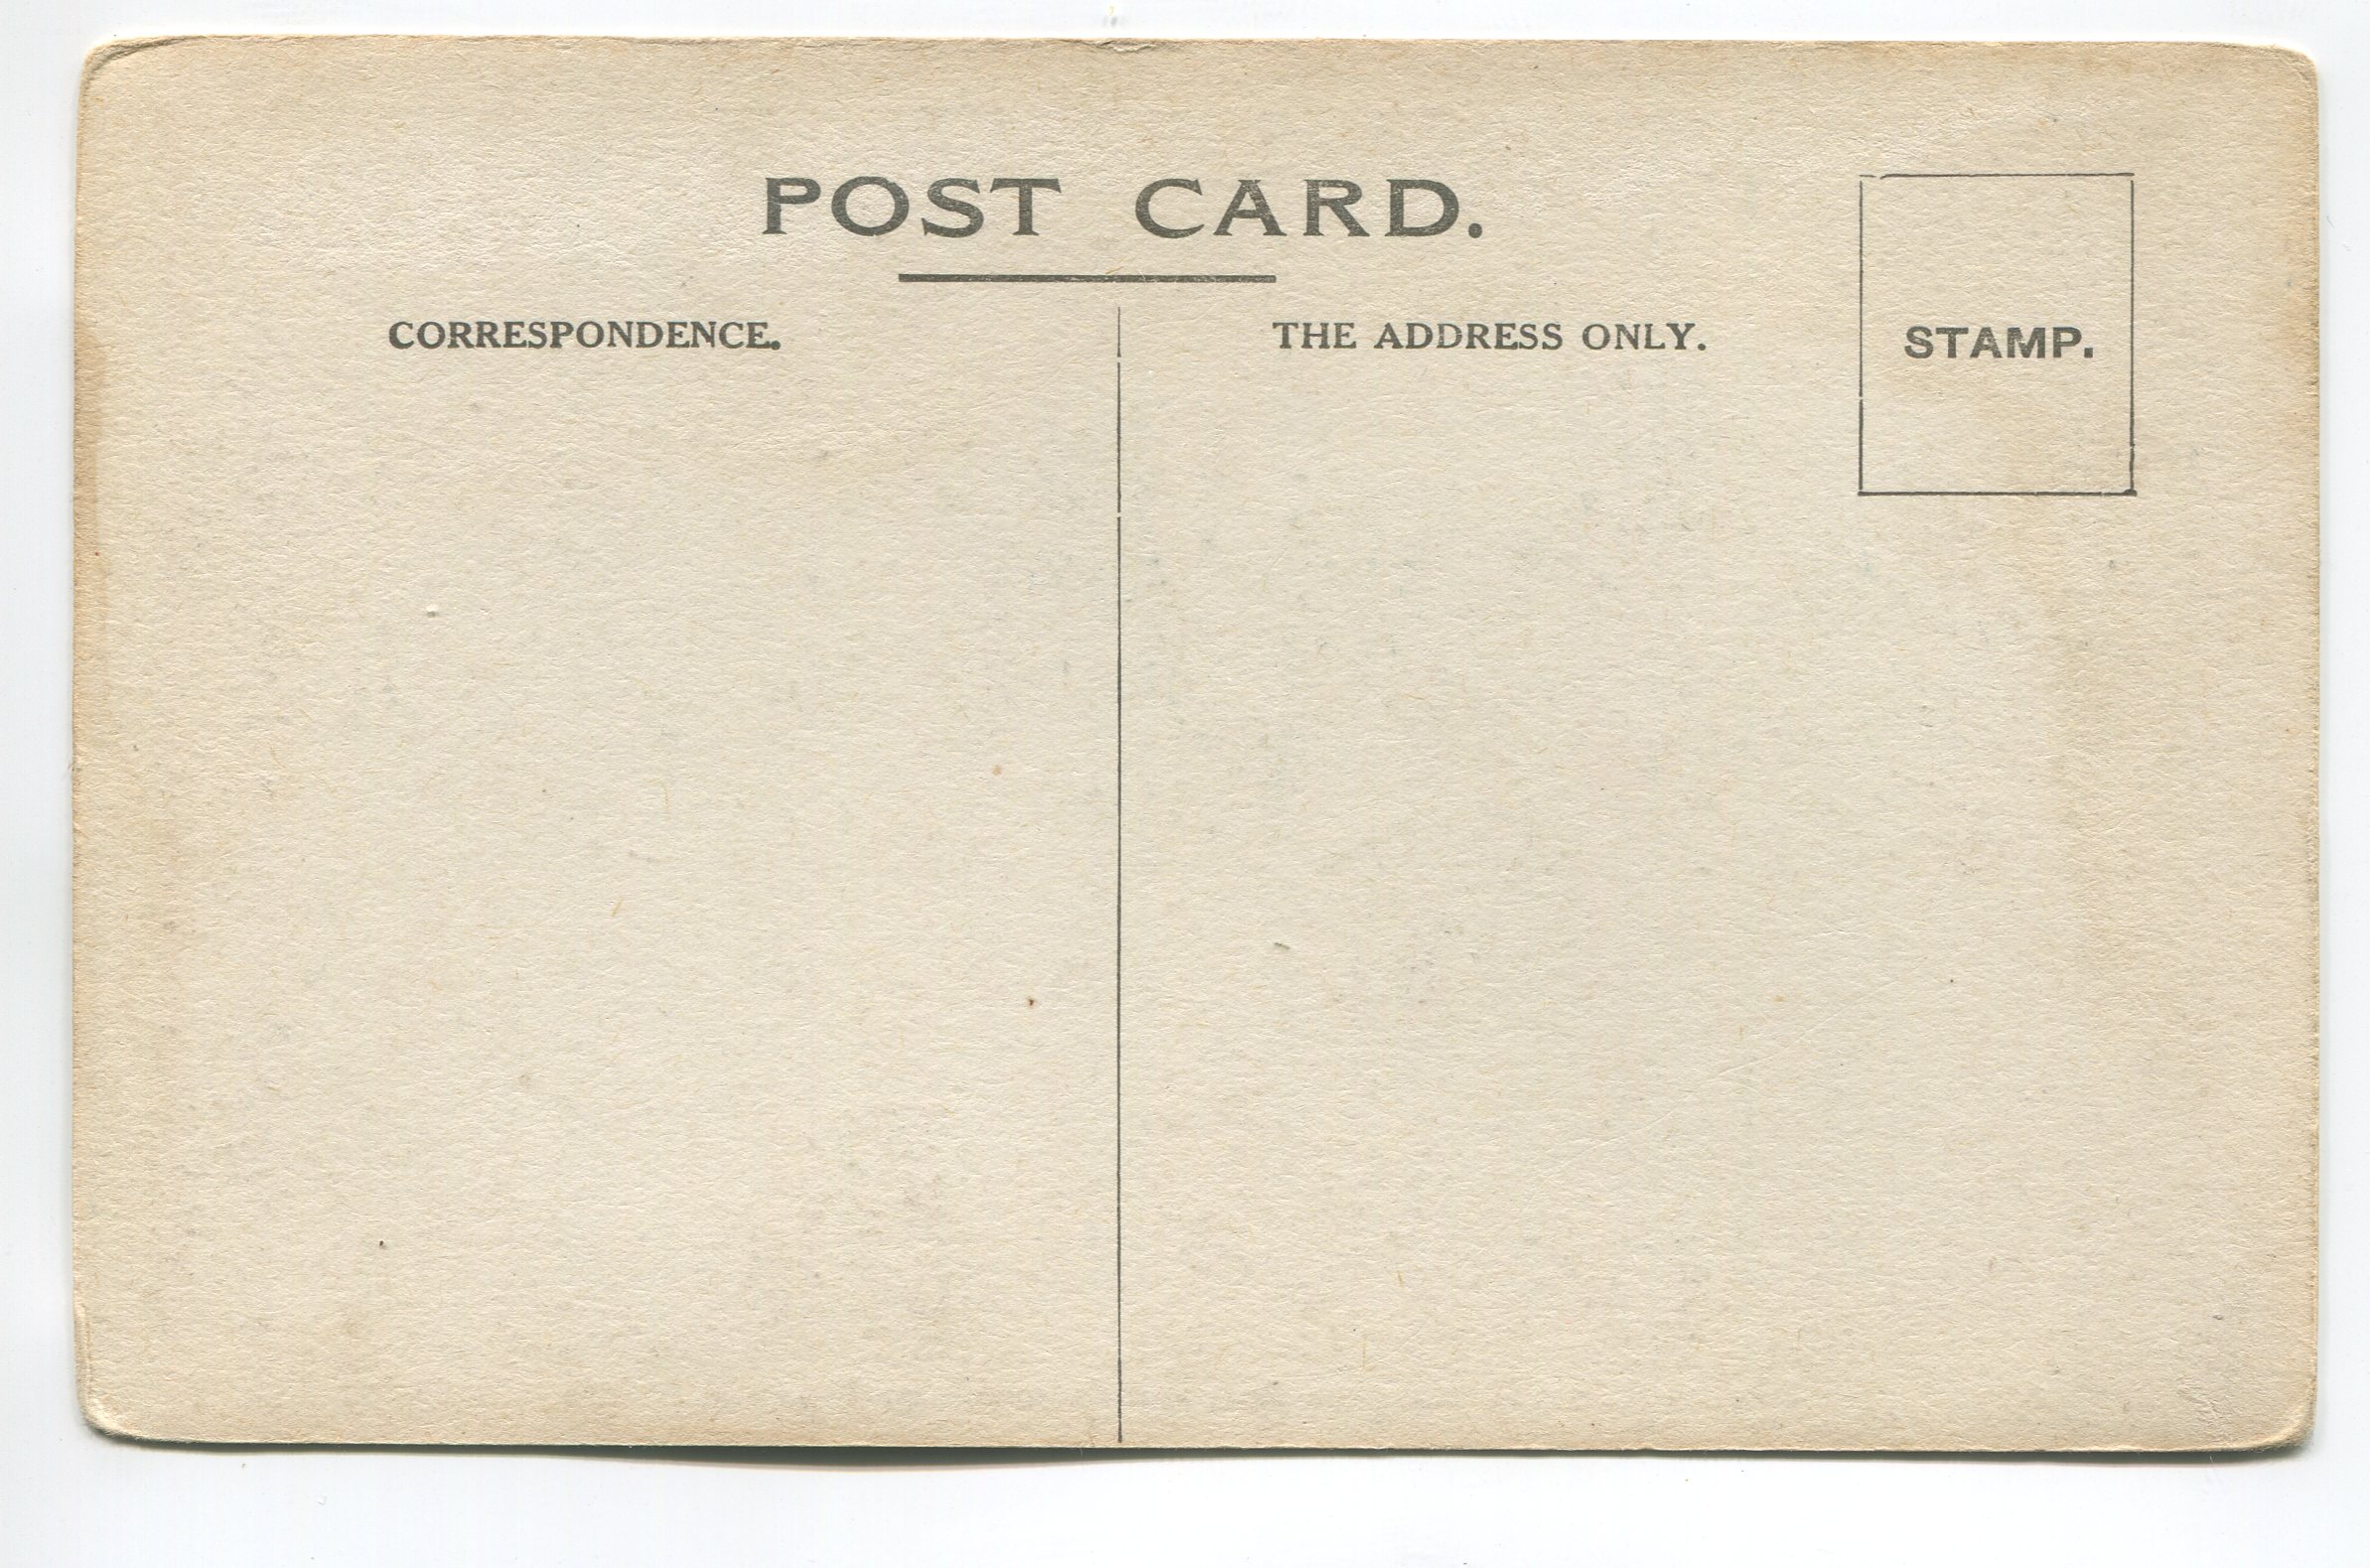 POST CARD.
CORRESPONDENCE.
THE ADDRESS ONLY.
STAMP.